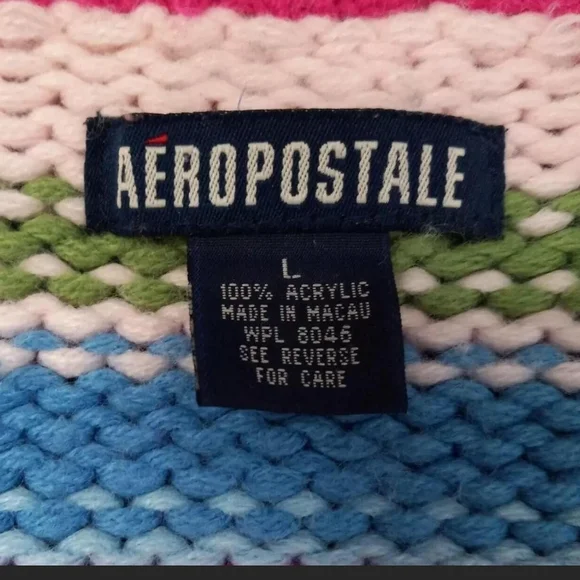 AÉROPOSTALE
L
100% ACRYLIC
MADE IN MACAU
WPL 8046
SEE REVERSE
FOR CARE